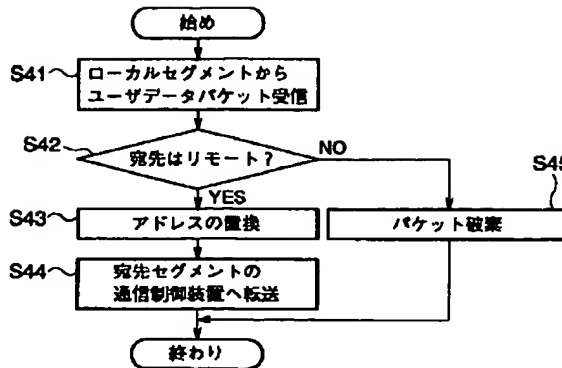 始め
S41
ローカルセグメントから
ユーザデータパケット受信
S42
宛先はリモート?
NO
YES
S43
アドレスの置換
S45
パケット破棄
S44
宛先セグメントの
通信制御装置へ転送
終わり